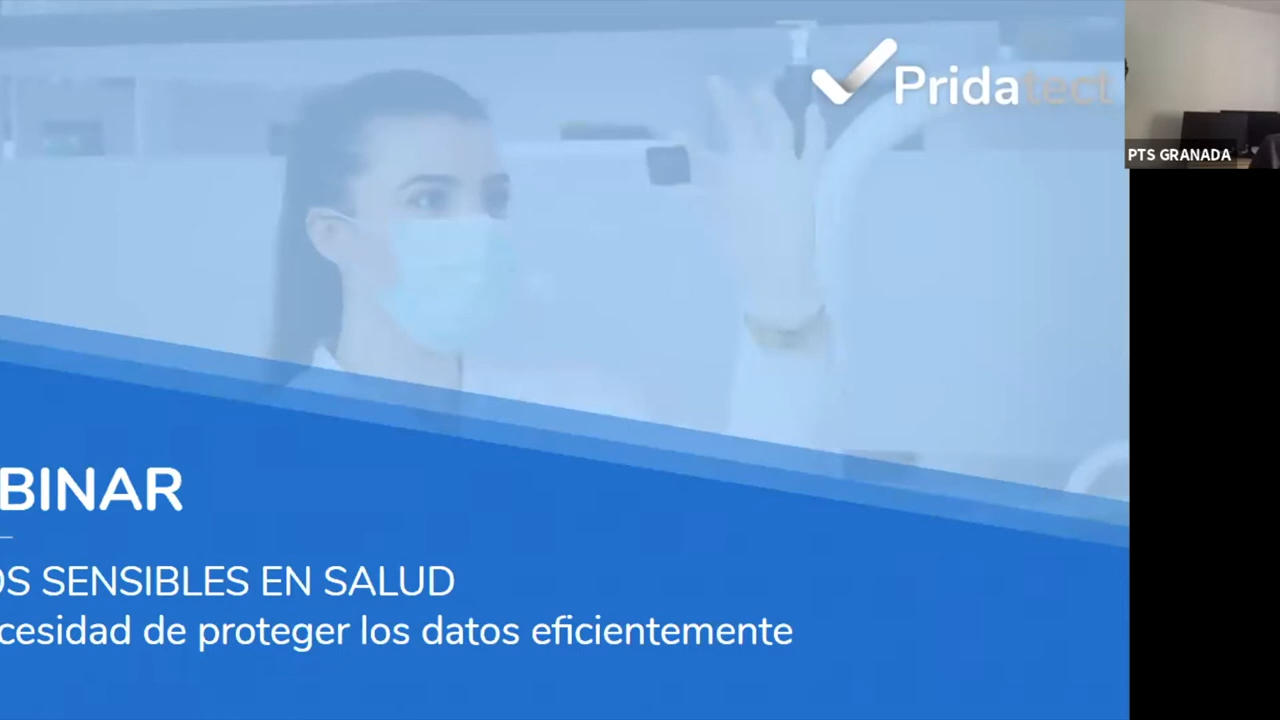 Pridatect
PTS GRANADA
BINAR
OS SENSIBLES EN SALUD
cesidad de proteger los datos eficientemente